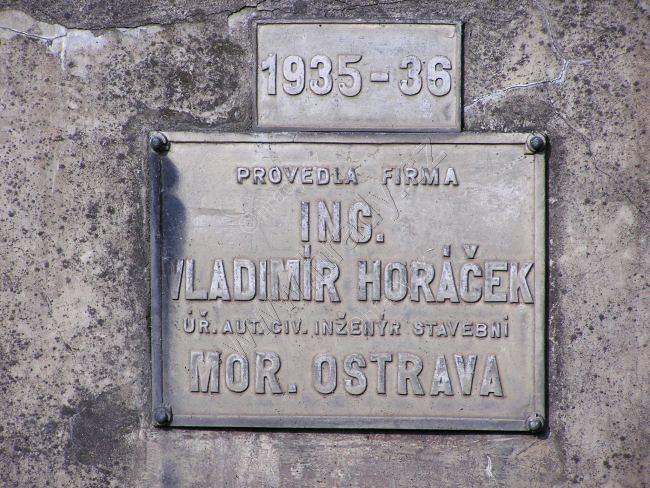 1935-36
PROVEDLA FIRMA
ING.
VLADIMÍR HORÁČEK
ÚŘ. AUT. CIV. INŽENÝR STAVEBNÍ
MOR. OSTRAVA